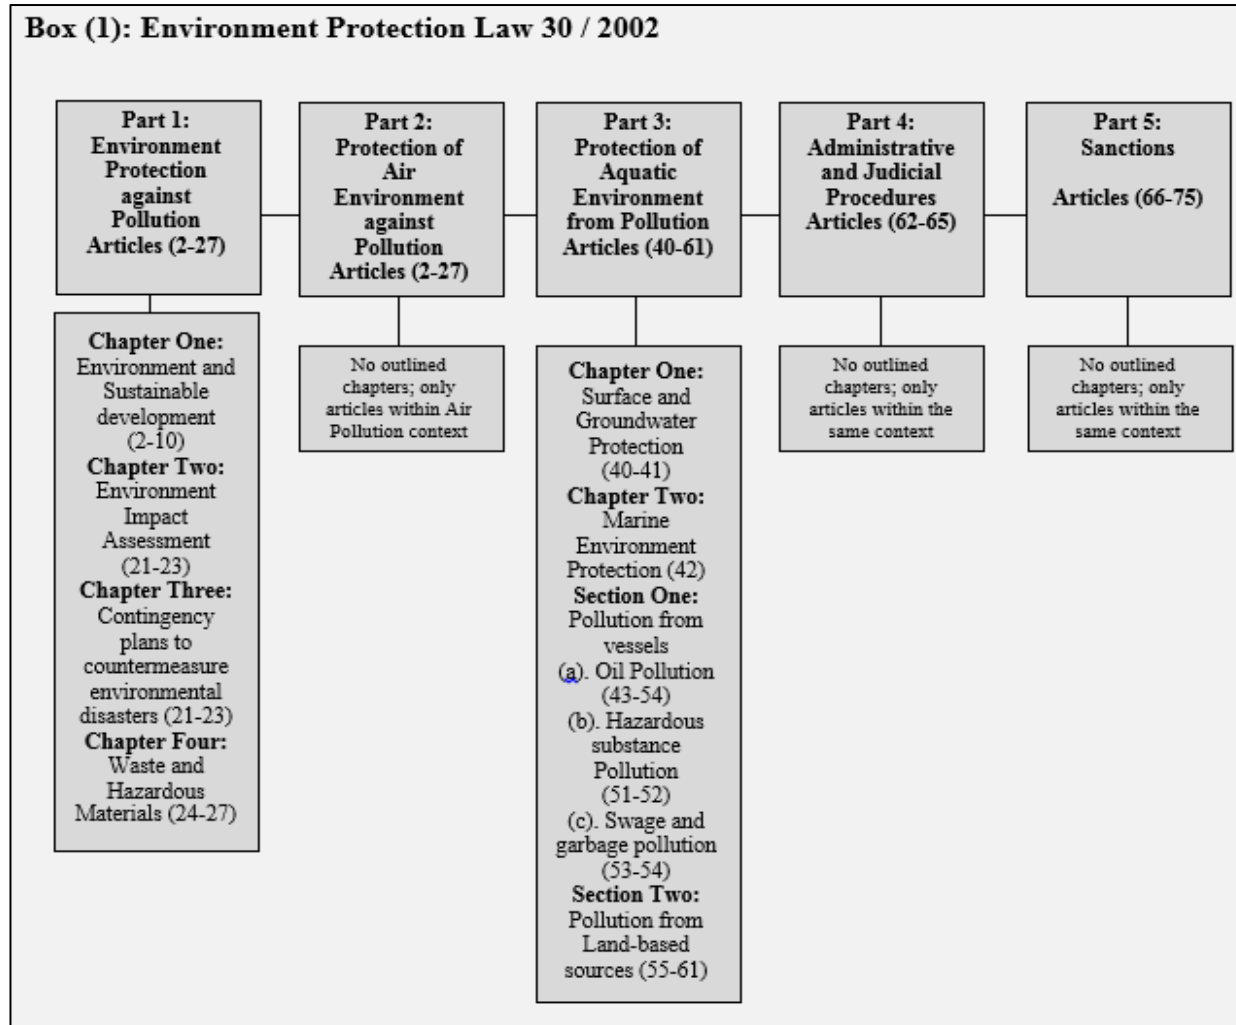 Box (1): Environment Protection Law 30 / 2002
Part 1:
Environment
Protection
against
Pollution
Articles (2-27)
Part 2:
Protection of
Air
Environment
against
Pollution
Articles (2-27)
Part 3:
Protection of
Aquatic
Environment
from Pollution
Articles (40-61)
Part 4:
Administrative
and Judicial
Procedures
Articles (62-65)
Part 5:
Sanctions
Articles (66-75)
Chapter One:
Environment and
Sustainable
development
(2-10)
Chapter Two:
Environment
Impact
Assessment
(21-23)
Chapter Three:
Contingency
plans to
countermeasure
environmental
disasters (21-23)
Chapter Four:
Waste and
Hazardous
Materials (24-27)
No outlined
chapters; only
articles within Air
Pollution context
Chapter One:
Surface and
Groundwater
Protection
(40-41)
Chapter Two:
Marine
Environment
Protection (42)
Section One:
Pollution from
vessels
(a). Oil Pollution
(43-54)
(b). Hazardous
substance
Pollution
(51-52)
(c). Swage and
garbage pollution
(53-54)
Section Two:
Pollution from
Land-based
sources (55-61)
No outlined
chapters; only
articles within the
same context
No outlined
chapters; only
articles within the
same context